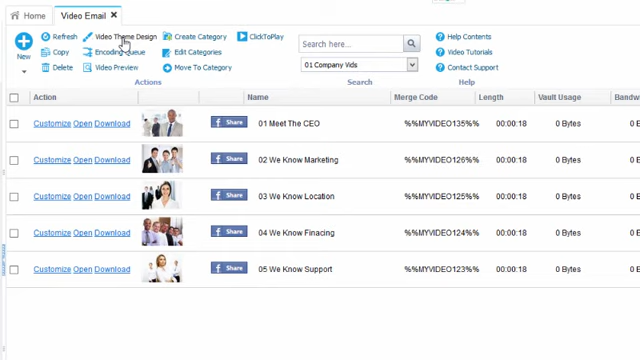 Home Video Email
Refresh Video Theme Design Create Category ClickToPlay Help Contents
Search here...
New Copy Encoding Queue Edit Categories Video Tutorials
Delete Video Preview Move To Category 01 Company Vids Contact Support
Actions Search Help
Action Name Merge Code Length Vault Usage
Customize Open Download Share 01 Meet The CEO %%MYVIDEO135%% 00:00:18 0 Bytes
Customize Open Download Share 02 We Know Marketing %%MYVIDEO126%% 00:00:18 0 Bytes
Customize Open Download Share 03 We Know Location %%MYVIDEO125%% 00:00:18 0 Bytes
Customize Open Download Share 04 We Know Finacing %%MYVIDEO124%% 00:00:18 0 Bytes
Customize Open Download Share 05 We Know Support %%MYVIDEO123%% 00:00:18 0 Bytes